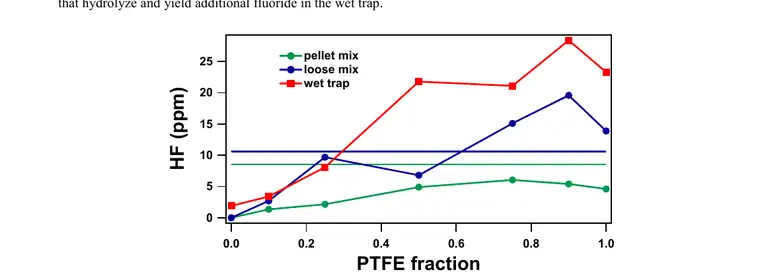 that hydrolyze and yield additional fluoride in the wet trap.
pellet mix
loose mix
wet trap
HF (ppm)
25
20
15
10
5
0
0.0 0.2 0.4 0.6 0.8 1.0
PTFE fraction